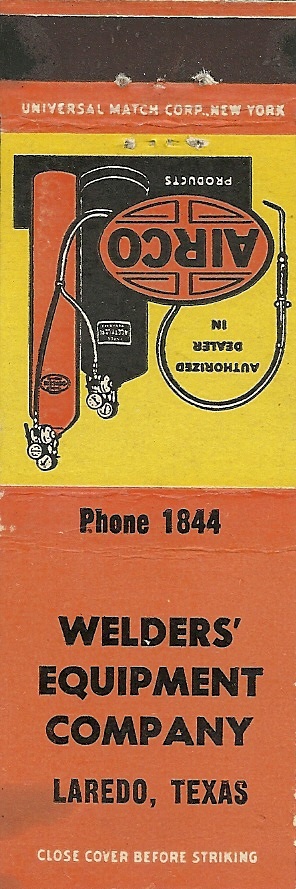 UNIVERSAL MATCH CORP., NEW YORK
AUTHORIZED
DEALER
IN
AIRCO
PRODUCTS
Phone 1844
WELDERS'
EQUIPMENT
COMPANY
LAREDO, TEXAS
CLOSE COVER BEFORE STRIKING